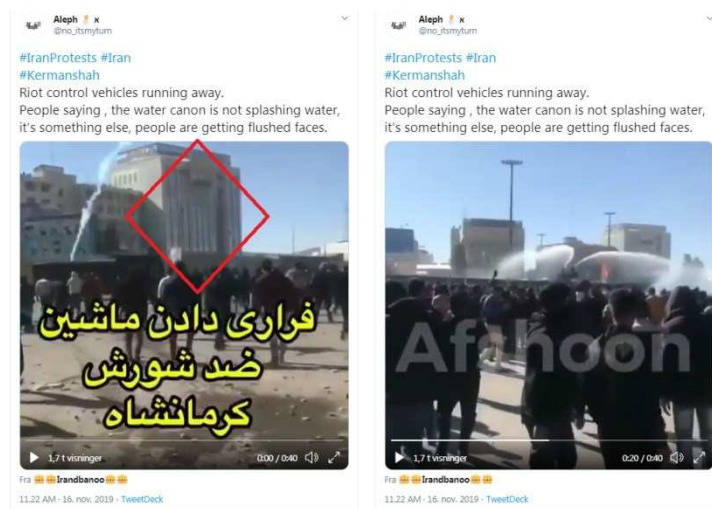 Aleph א
@no_itsmyturn
#IranProtests #Iran
#Kermanshah
Riot control vehicles running away.
People saying , the water canon is not splashing water,
it's something else, people are getting flushed faces.
فراری دادن ماشین
ضد شورش
کرمانشاه
1,7 t visninger
0:00 / 0:40
Fra Irandbanoo
11.22 AM - 16. nov. 2019 - TweetDeck
Aleph א
@no_itsmyturn
#IranProtests #Iran
#Kermanshah
Riot control vehicles running away.
People saying , the water canon is not splashing water,
it's something else, people are getting flushed faces.
Afshoon
1,7 t visninger
0:20 / 0:40
Fra Irandbanoo
11.22 AM - 16. nov. 2019 - TweetDeck